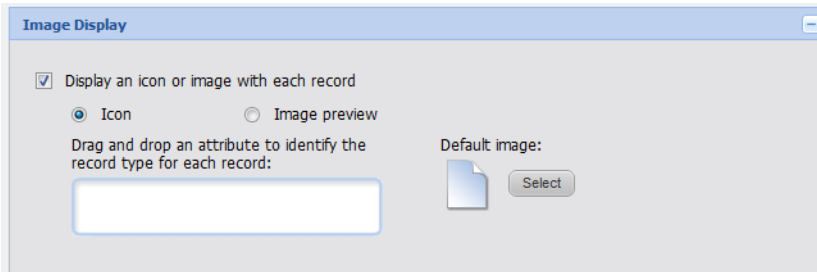 Image Display
Display an icon or image with each record
Icon
Image preview
Drag and drop an attribute to identify the
record type for each record:
Default image:
Select